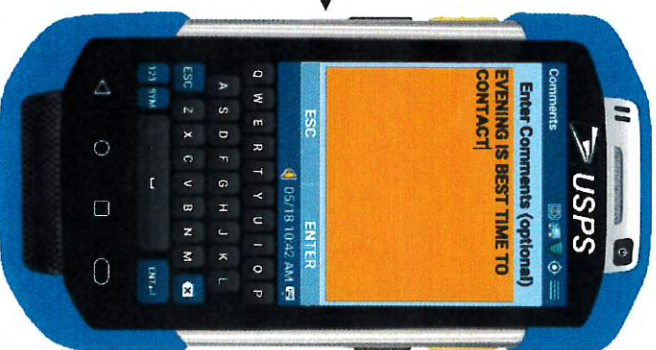 USPS
Comments
Enter Comments (optional)
EVENING IS BEST TIME TO
CONTACT
ESC ENTER
05/18 10:42 AM
Q W E R T Y U I O P
A S D F G H J K L
ESC Z X C V B N M
123 SYM ENT